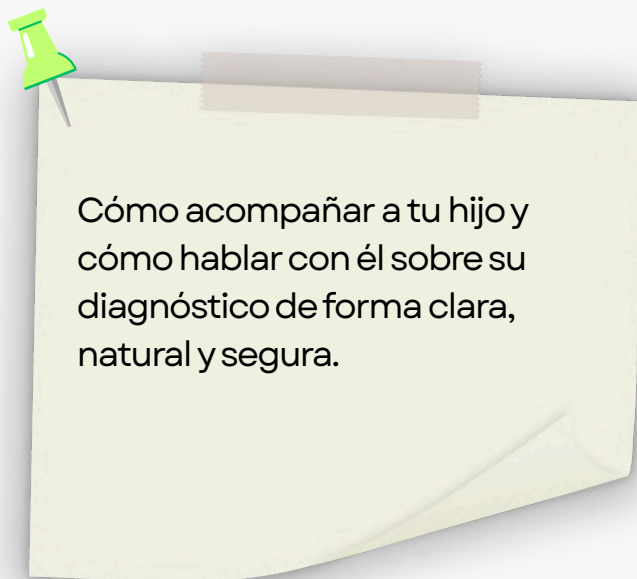 Cómo acompañar a tu hijo y
cómo hablar con él sobre su
diagnóstico de forma clara,
natural y segura.